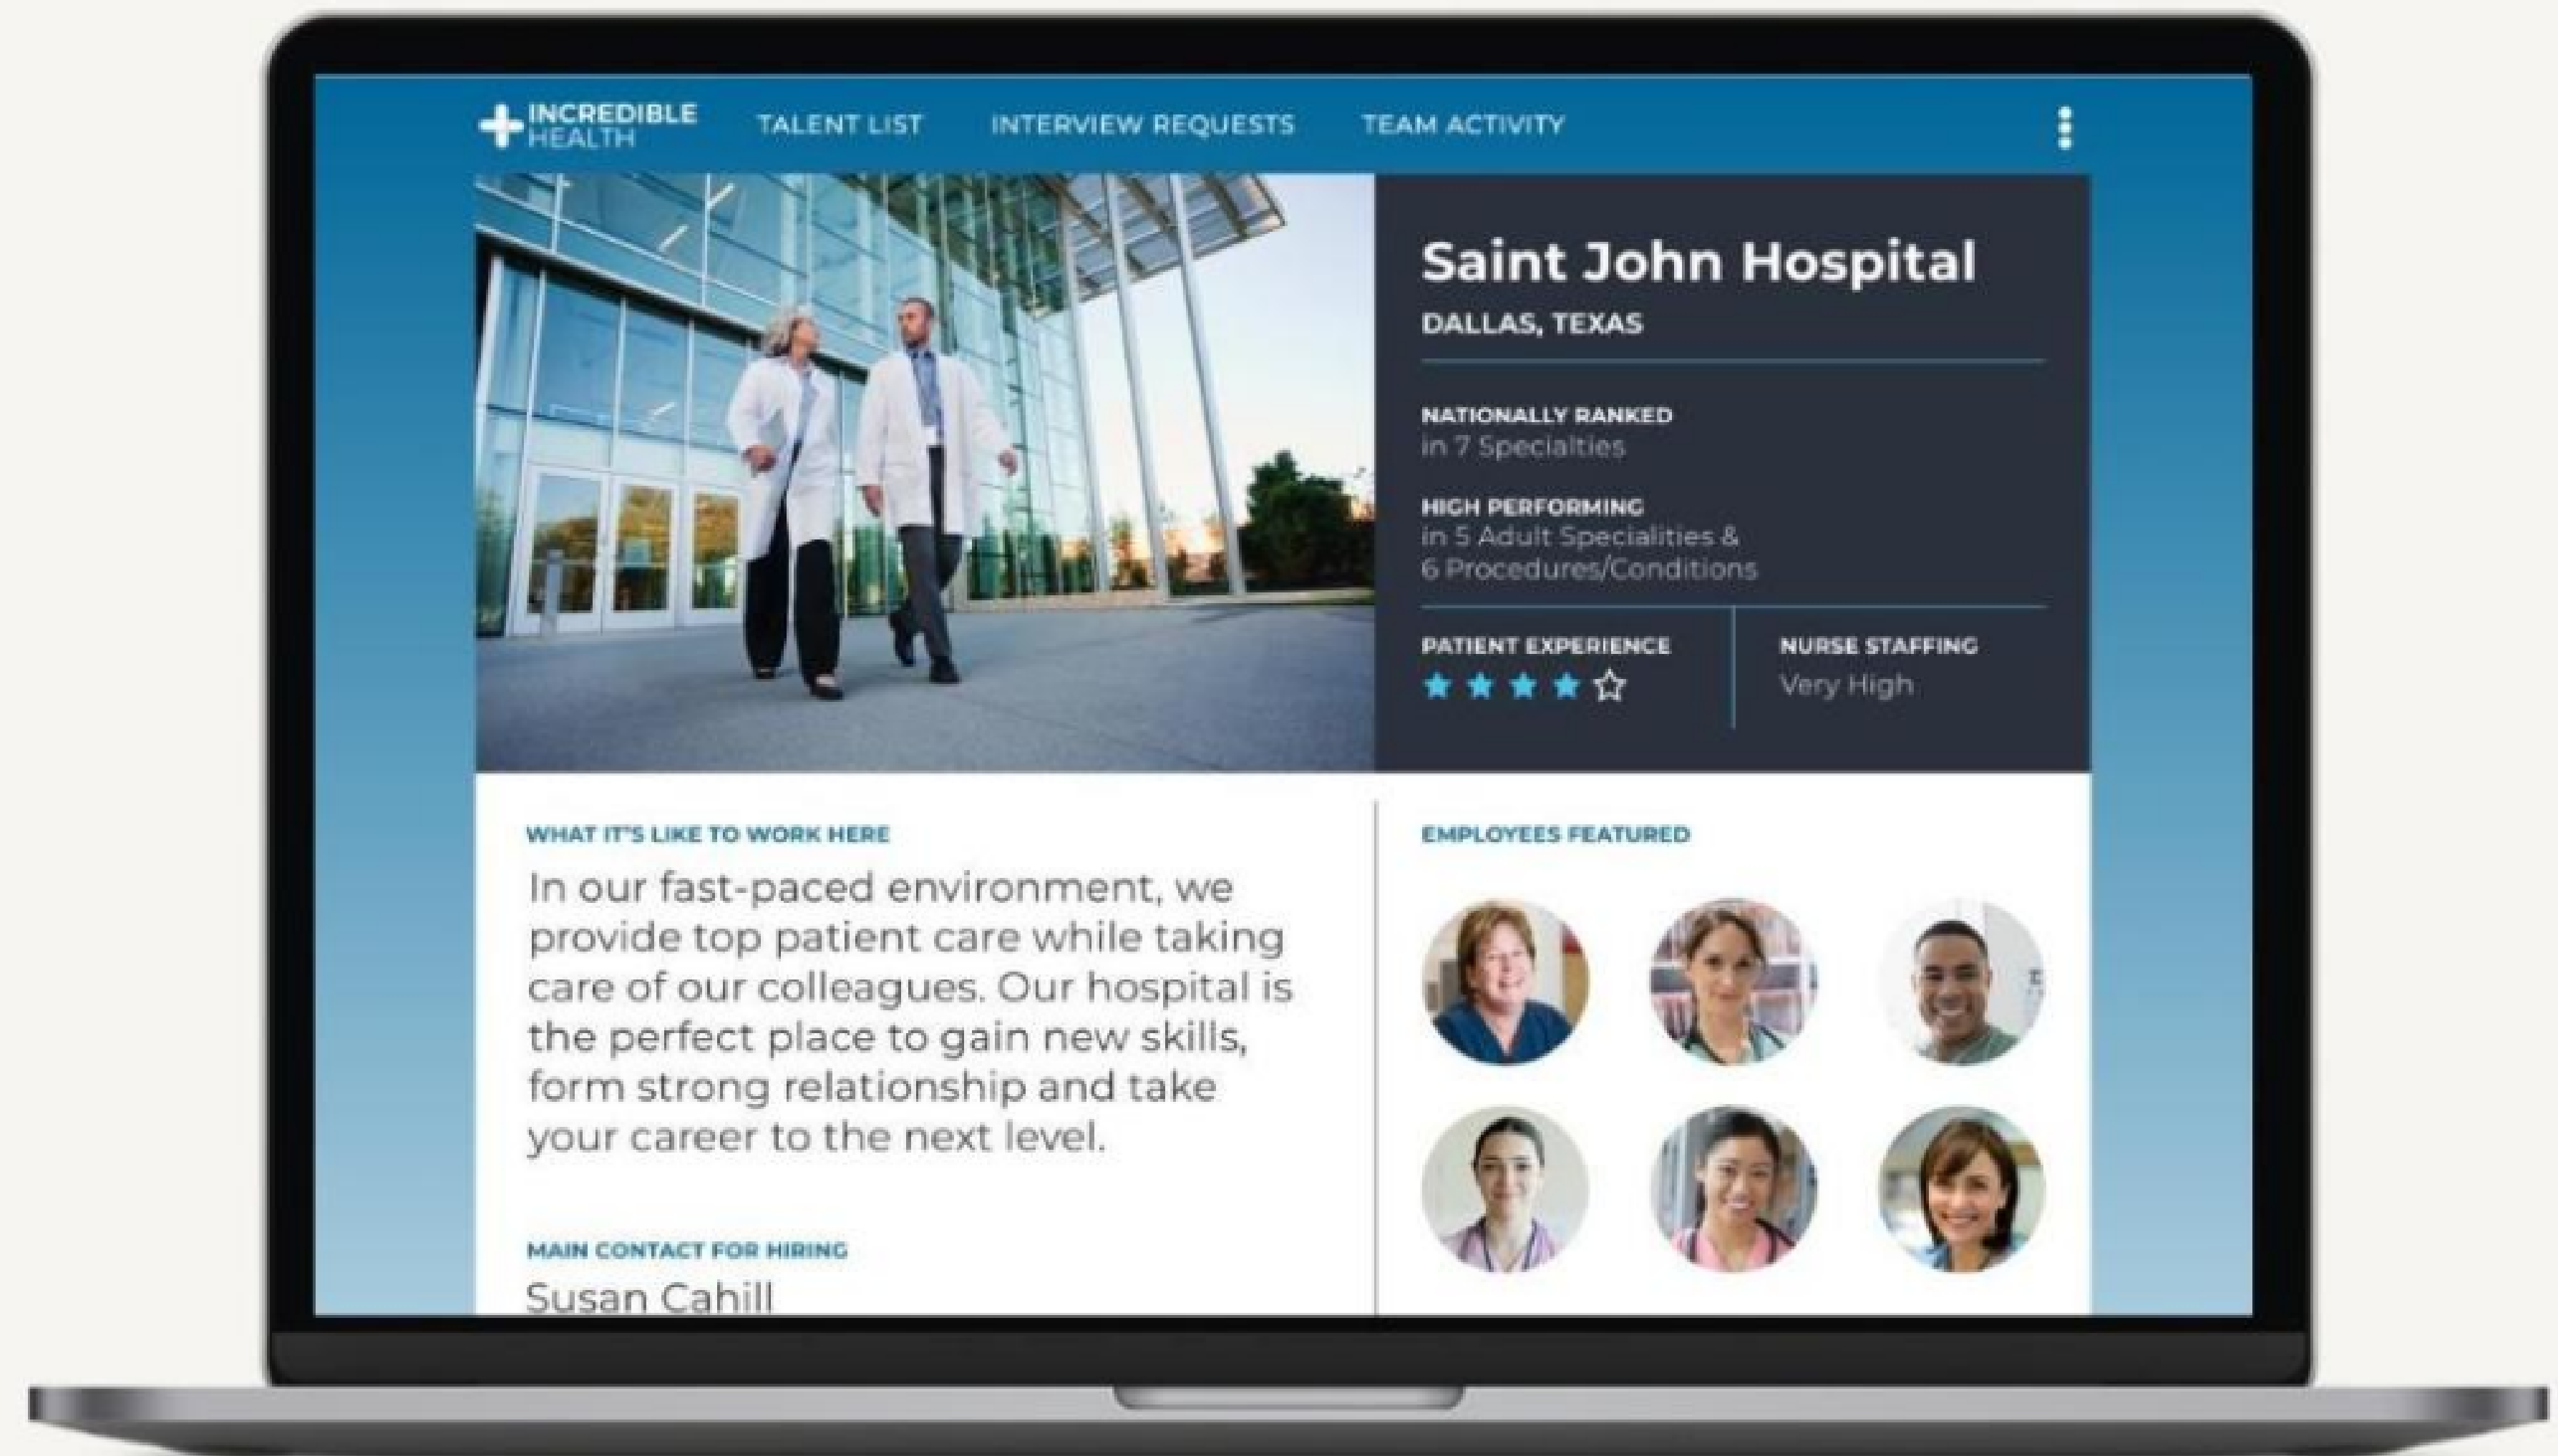 INCREDIBLE
HEALTH
TALENT LIST
INTERVIEW REQUESTS
TEAM ACTIVITY
Saint John Hospital
DALLAS, TEXAS
NATIONALLY RANKED
in 7 Specialties
HIGH PERFORMING
in 5 Adult Specialities &
6 Procedures/Conditions
PATIENT EXPERIENCE
NURSE STAFFING
Very High
WHAT IT'S LIKE TO WORK HERE
In our fast-paced environment, we
provide top patient care while taking
care of our colleagues. Our hospital is
the perfect place to gain new skills,
form strong relationship and take
your career to the next level.
MAIN CONTACT FOR HIRING
Susan Cahill
EMPLOYEES FEATURED